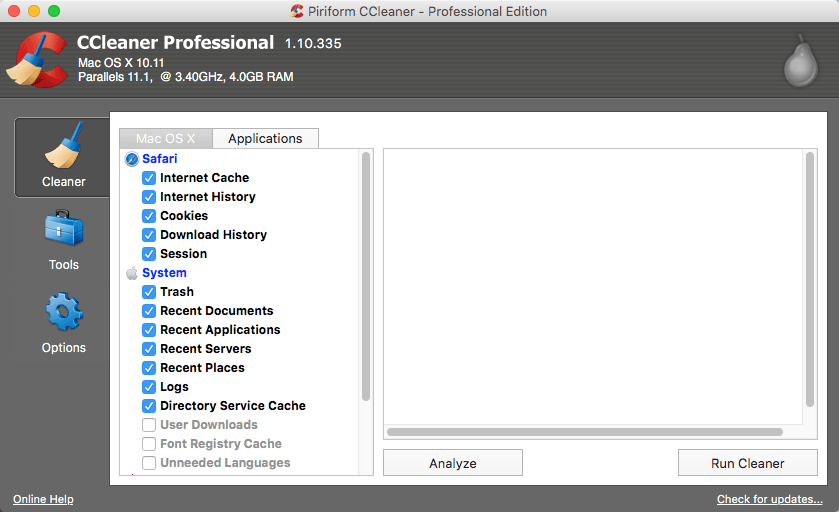 Piriform CCleaner - Professional Edition
CCleaner Professional 1.10.335
Mac OS X 10.11
Parallels 11.1, @ 3.40GHz, 4.0GB RAM
Cleaner
Tools
Options
Mac OS X Applications
Safari
Internet Cache
Internet History
Cookies
Download History
Session
System
Trash
Recent Documents
Recent Applications
Recent Servers
Recent Places
Logs
Directory Service Cache
User Downloads
Font Registry Cache
Unneeded Languages
Analyze Run Cleaner
Online Help Check for updates...